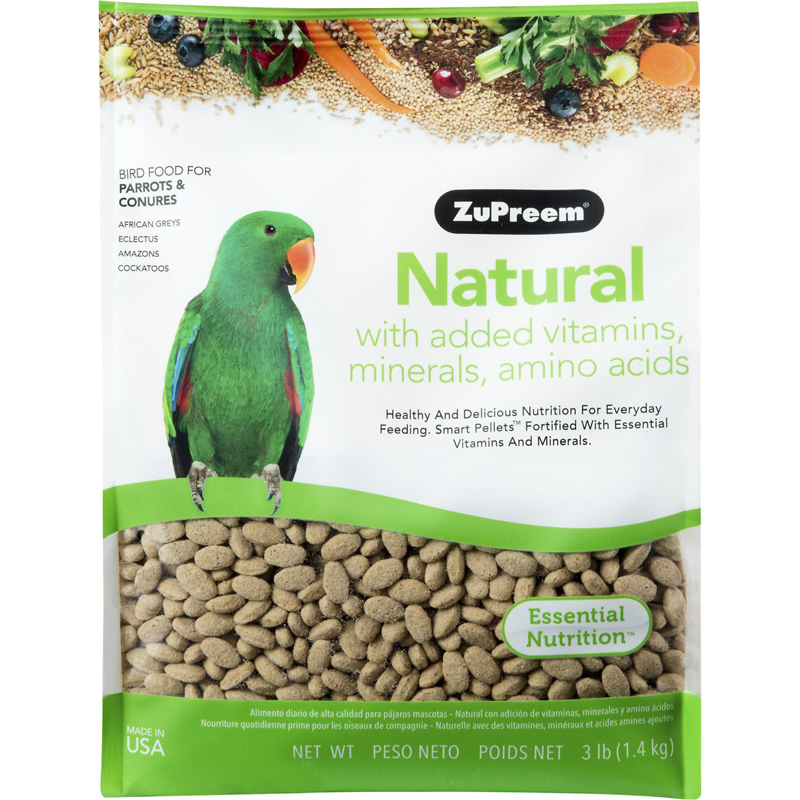 BIRD FOOD FOR
PARROTS &
CONURES
AFRICAN GREYS
ECLECTUS
AMAZONS
COCKATOOS
ZuPreem®
Natural
with added vitamins,
minerals, amino acids
Healthy And Delicious Nutrition For Everyday
Feeding. Smart Pellets™ Fortified With Essential
Vitamins And Minerals.
Essential
Nutrition™
Alimento diario de alta calidad para pájaros mascotas – Natural con adición de vitaminas, minerales y amino ácidos
Nourriture quotidienne prime pour les oiseaux de compagnie – Naturelle avec des vitamines, minéraux et acides amines ajoutés
MADE IN
USA
NET WT PESO NETO POIDS NET 3 lb (1.4 kg)